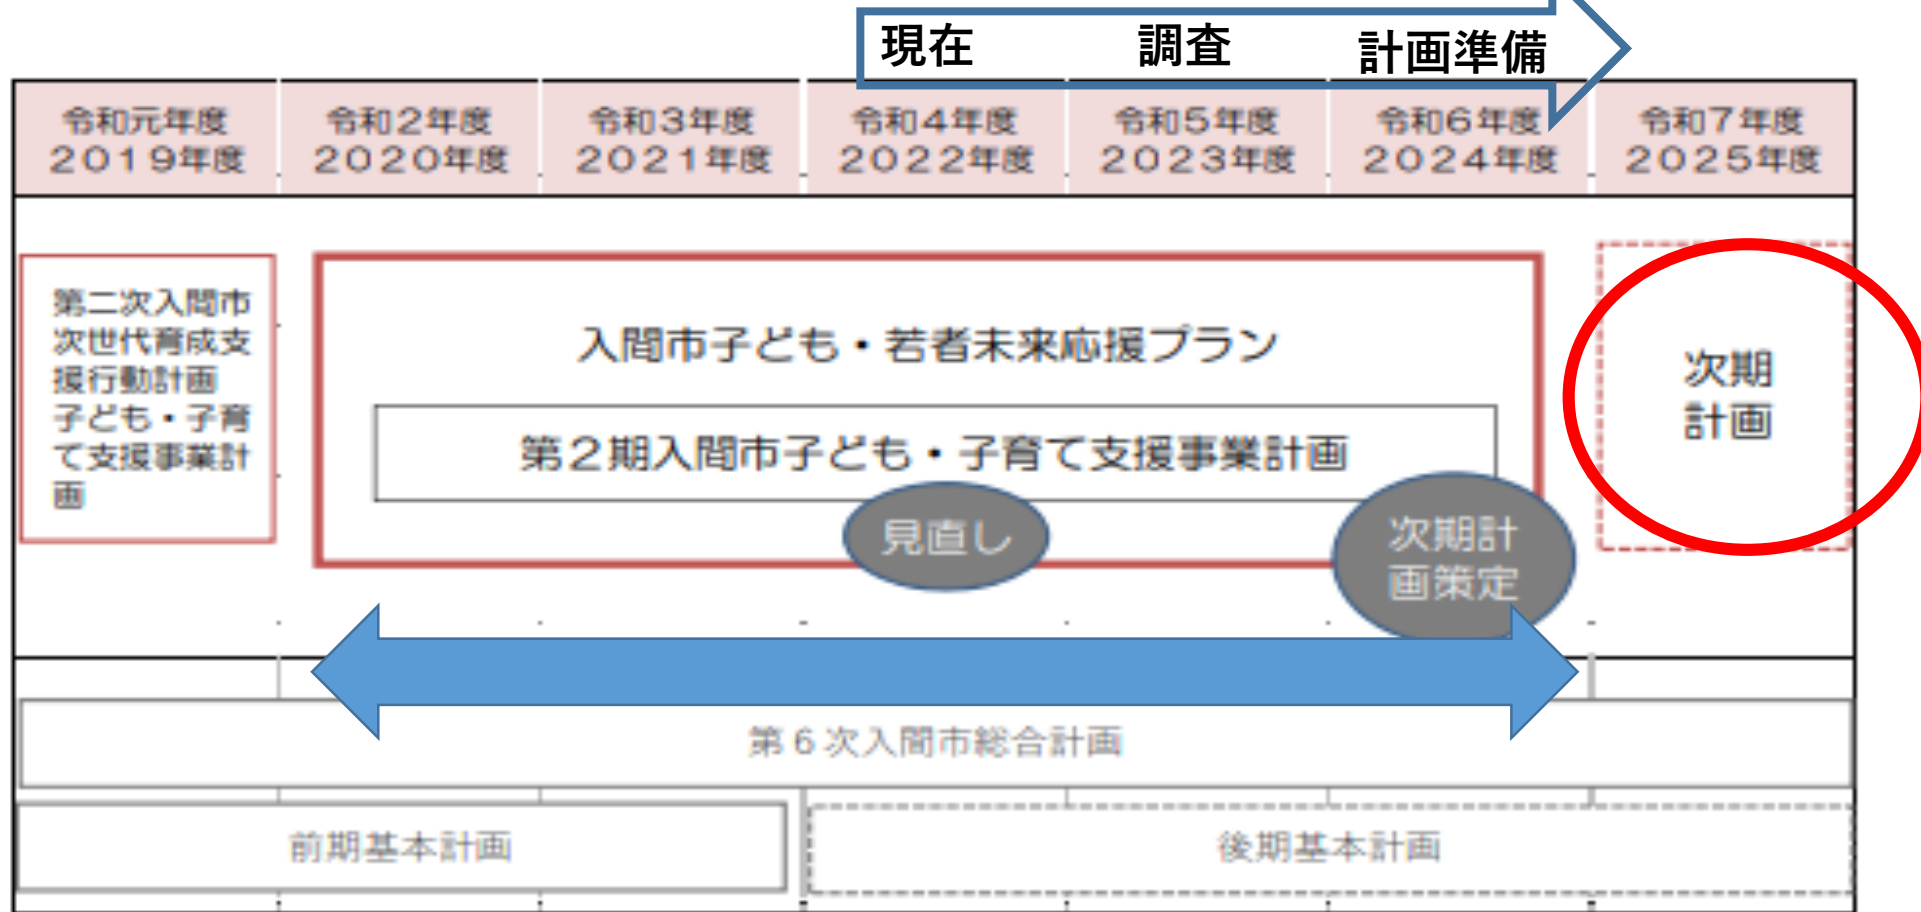 現在 調査 計画準備
令和元年度 令和2年度 令和3年度 令和4年度 令和5年度 令和6年度 令和7年度
2019年度 2020年度 2021年度 2022年度 2023年度 2024年度 2025年度
第二次入間市
次世代育成支
援行動計画
子ども・子育
て支援事業計
画
入間市子ども・若者未来応援プラン
第2期入間市子ども・子育て支援事業計画
見直し
次期計
画策定
次期
計画
第6次入間市総合計画
前期基本計画 後期基本計画